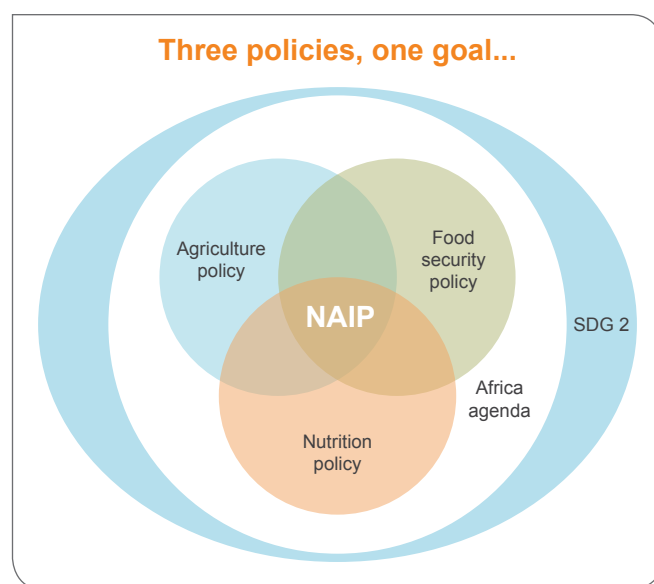 Three policies, one goal...
Agriculture
policy
Food
security
policy
NAIP
SDG 2
Africa
agenda
Nutrition
policy